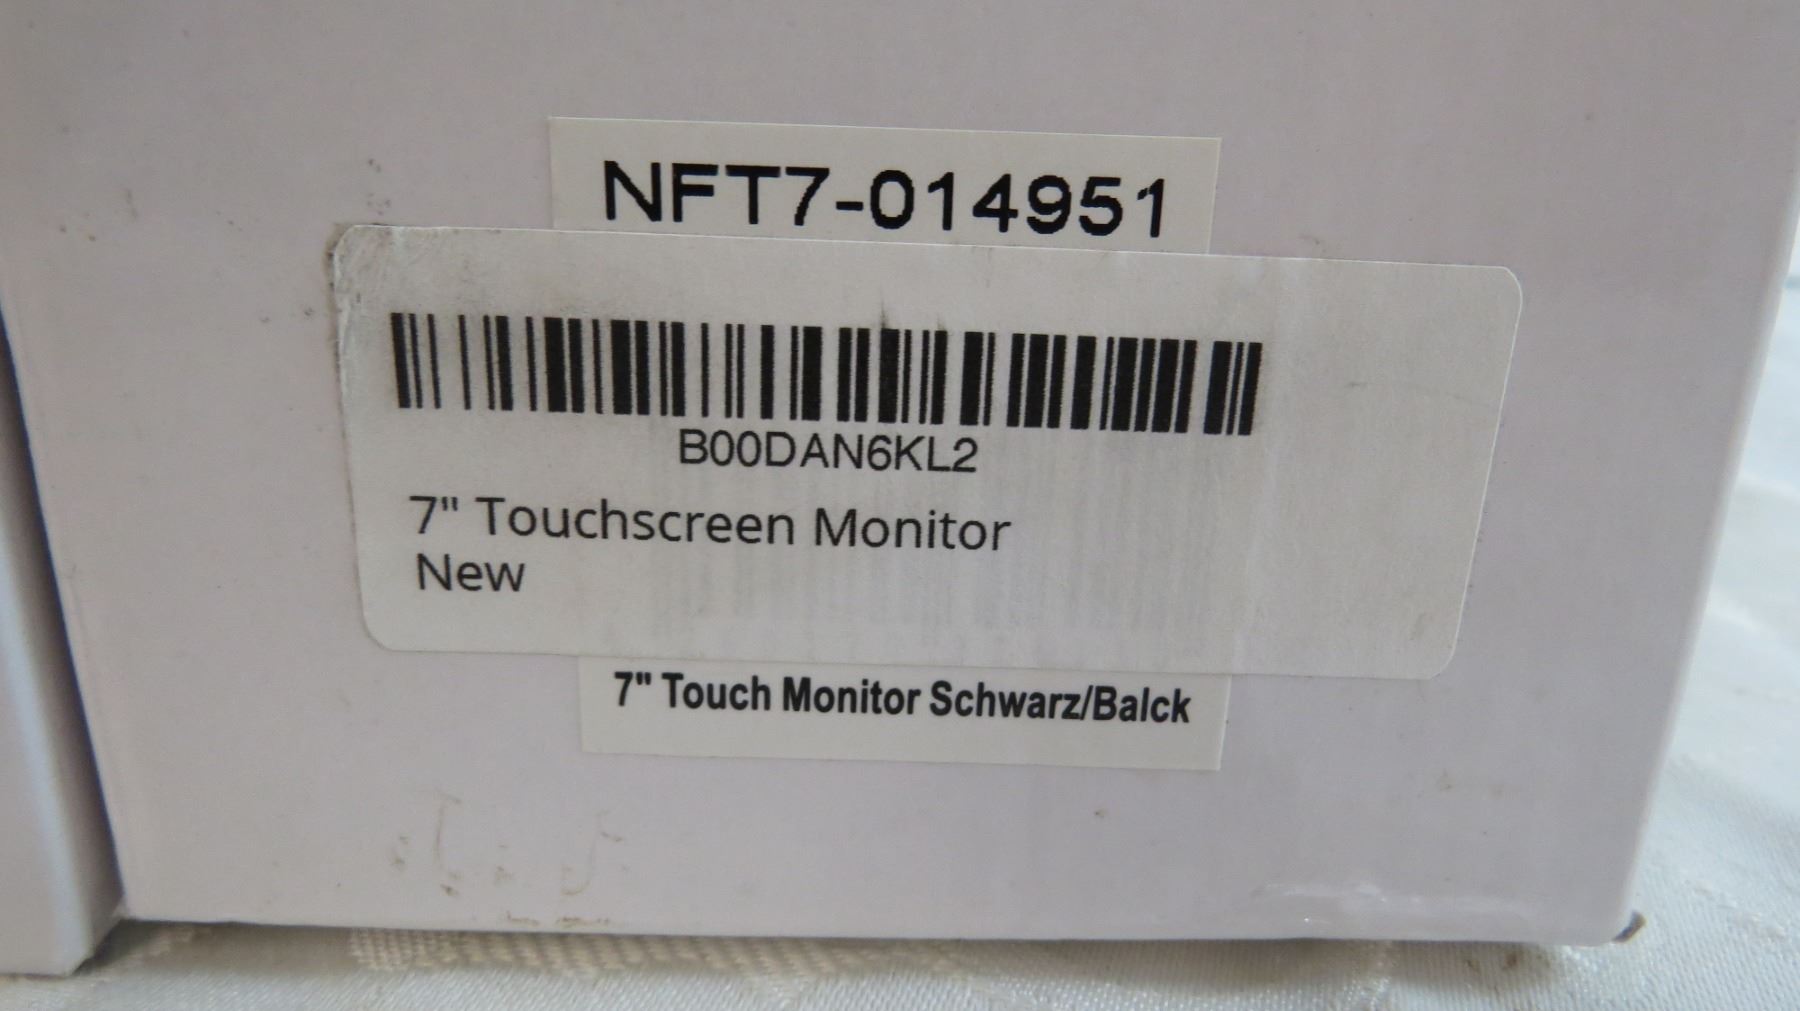 NFT7-014951
B00DAN6KL2
7" Touchscreen Monitor
New
7" Touch Monitor Schwarz/Balck